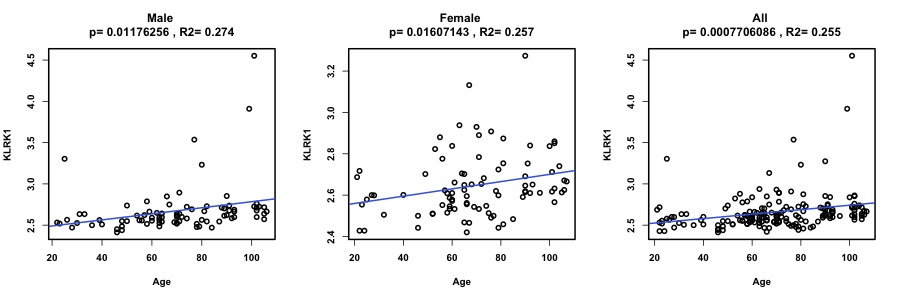 Male
p= 0.01176256 , R2= 0.274
KLRK1
4.5
4.0
3.5
3.0
2.5
20 40 60 80 100
Age
Female
p= 0.01607143 , R2= 0.257
KLRK1
3.2
3.0
2.8
2.6
2.4
20 40 60 80 100
Age
All
p= 0.0007706086 , R2= 0.255
KLRK1
4.5
4.0
3.5
3.0
2.5
20 40 60 80 100
Age